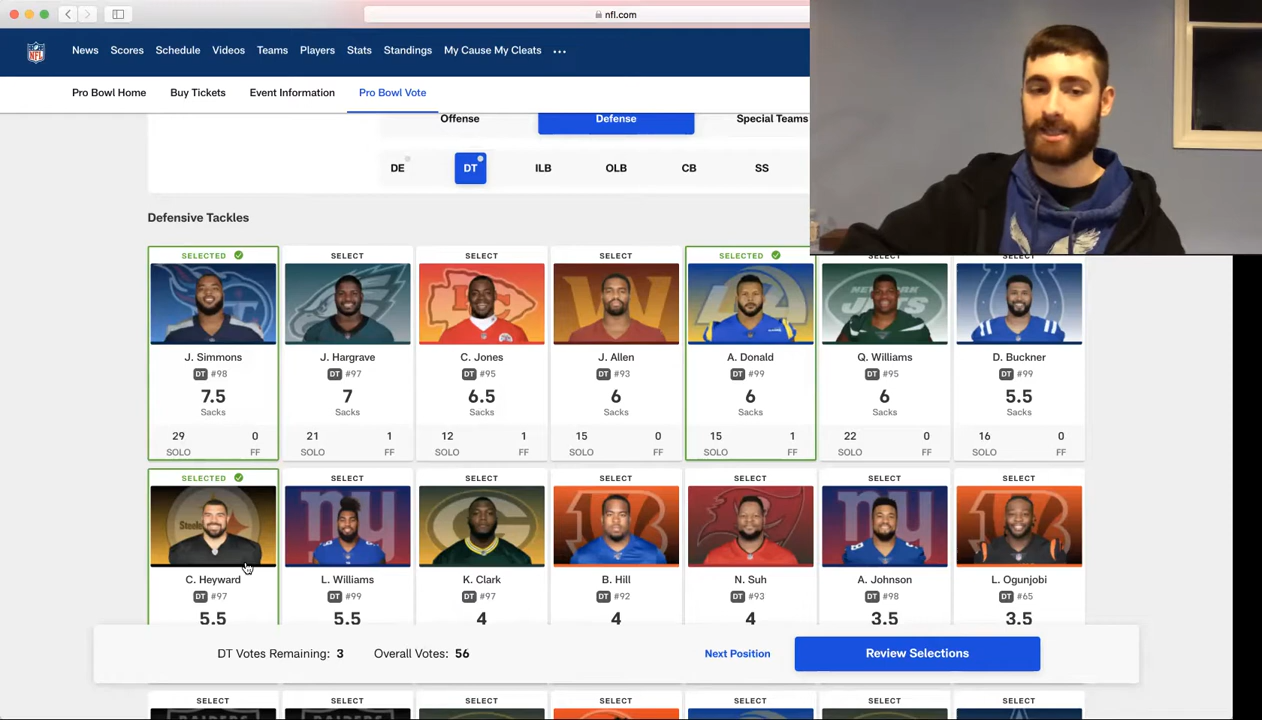 nfl.com
News Scores Schedule Videos Teams Players Stats Standings My Cause My Cleats ...
Pro Bowl Home Buy Tickets Event Information Pro Bowl Vote
Offense Defense Special Teams
DE DT ILB OLB CB SS
Defensive Tackles
SELECTED SELECT SELECT SELECT SELECTED SELECT SELECT
J. Simmons J. Hargrave C. Jones J. Allen A. Donald Q. Williams D. Buckner
DT #98 DT #97 DT #95 DT #93 DT #99 DT #95 DT #99
7.5 7 6.5 6 6 6 5.5
Sacks Sacks Sacks Sacks Sacks Sacks Sacks
29 0 21 1 12 1 15 0 15 1 22 0 16 0
SOLO FF SOLO FF SOLO FF SOLO FF SOLO FF SOLO FF SOLO FF
SELECTED SELECT SELECT SELECT SELECT SELECT SELECT
C. Heyward L. Williams K. Clark B. Hill N. Suh A. Johnson L. Ogunjobi
DT #97 DT #99 DT #97 DT #92 DT #93 DT #98 DT #65
5.5 5.5 4 4 4 3.5 3.5
DT Votes Remaining: 3 Overall Votes: 56 Next Position Review Selections
SELECT SELECT SELECT SELECT SELECT SELECT SELECT